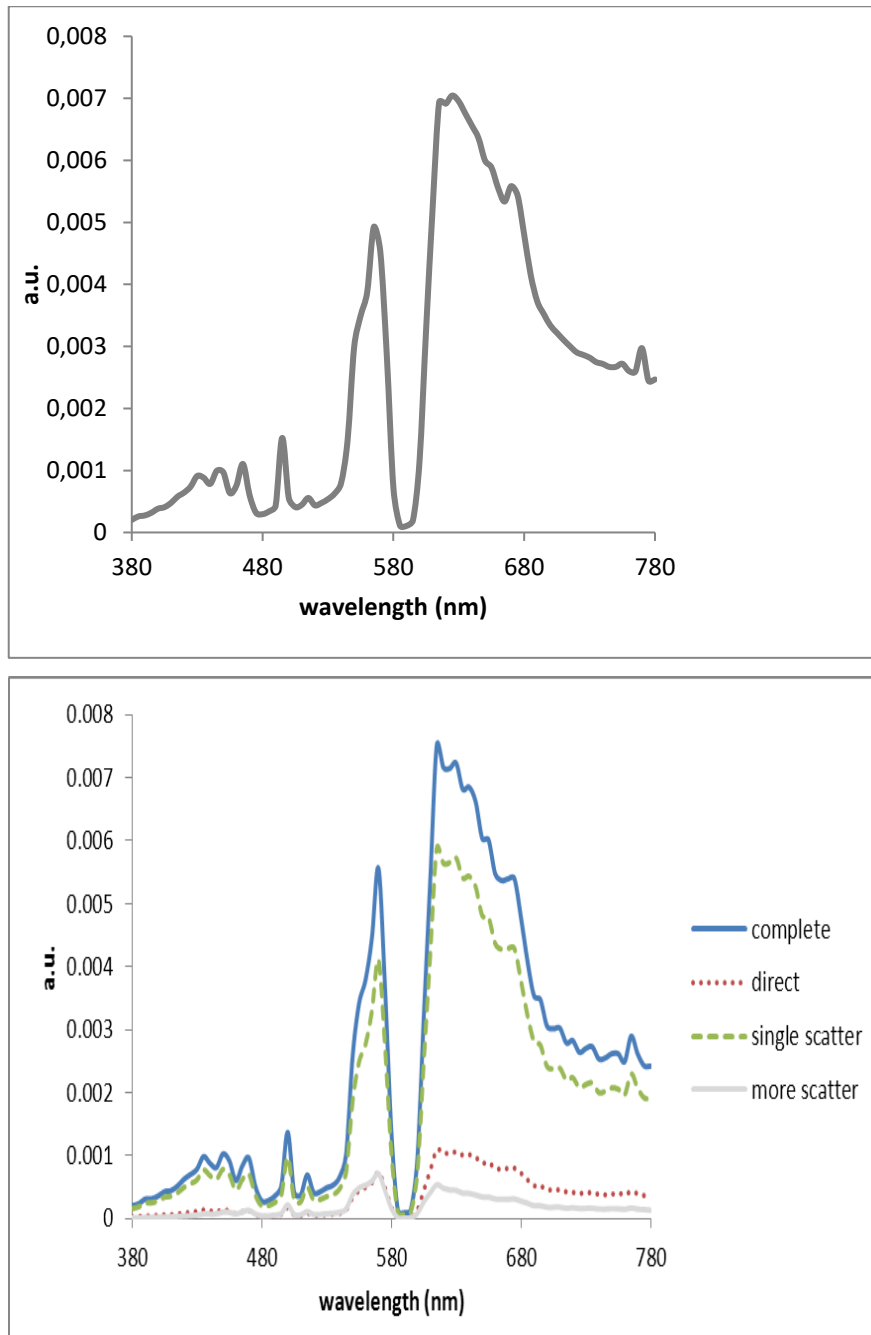 0,008
0,007
0,006
0,005
0,004
0,003
0,002
0,001
0
a.u.
380 480 580 680 780
wavelength (nm)
0.008
0.007
0.006
0.005
0.004
0.003
0.002
0.001
0
a.u.
380 480 580 680 780
wavelength (nm)
complete
direct
single scatter
more scatter